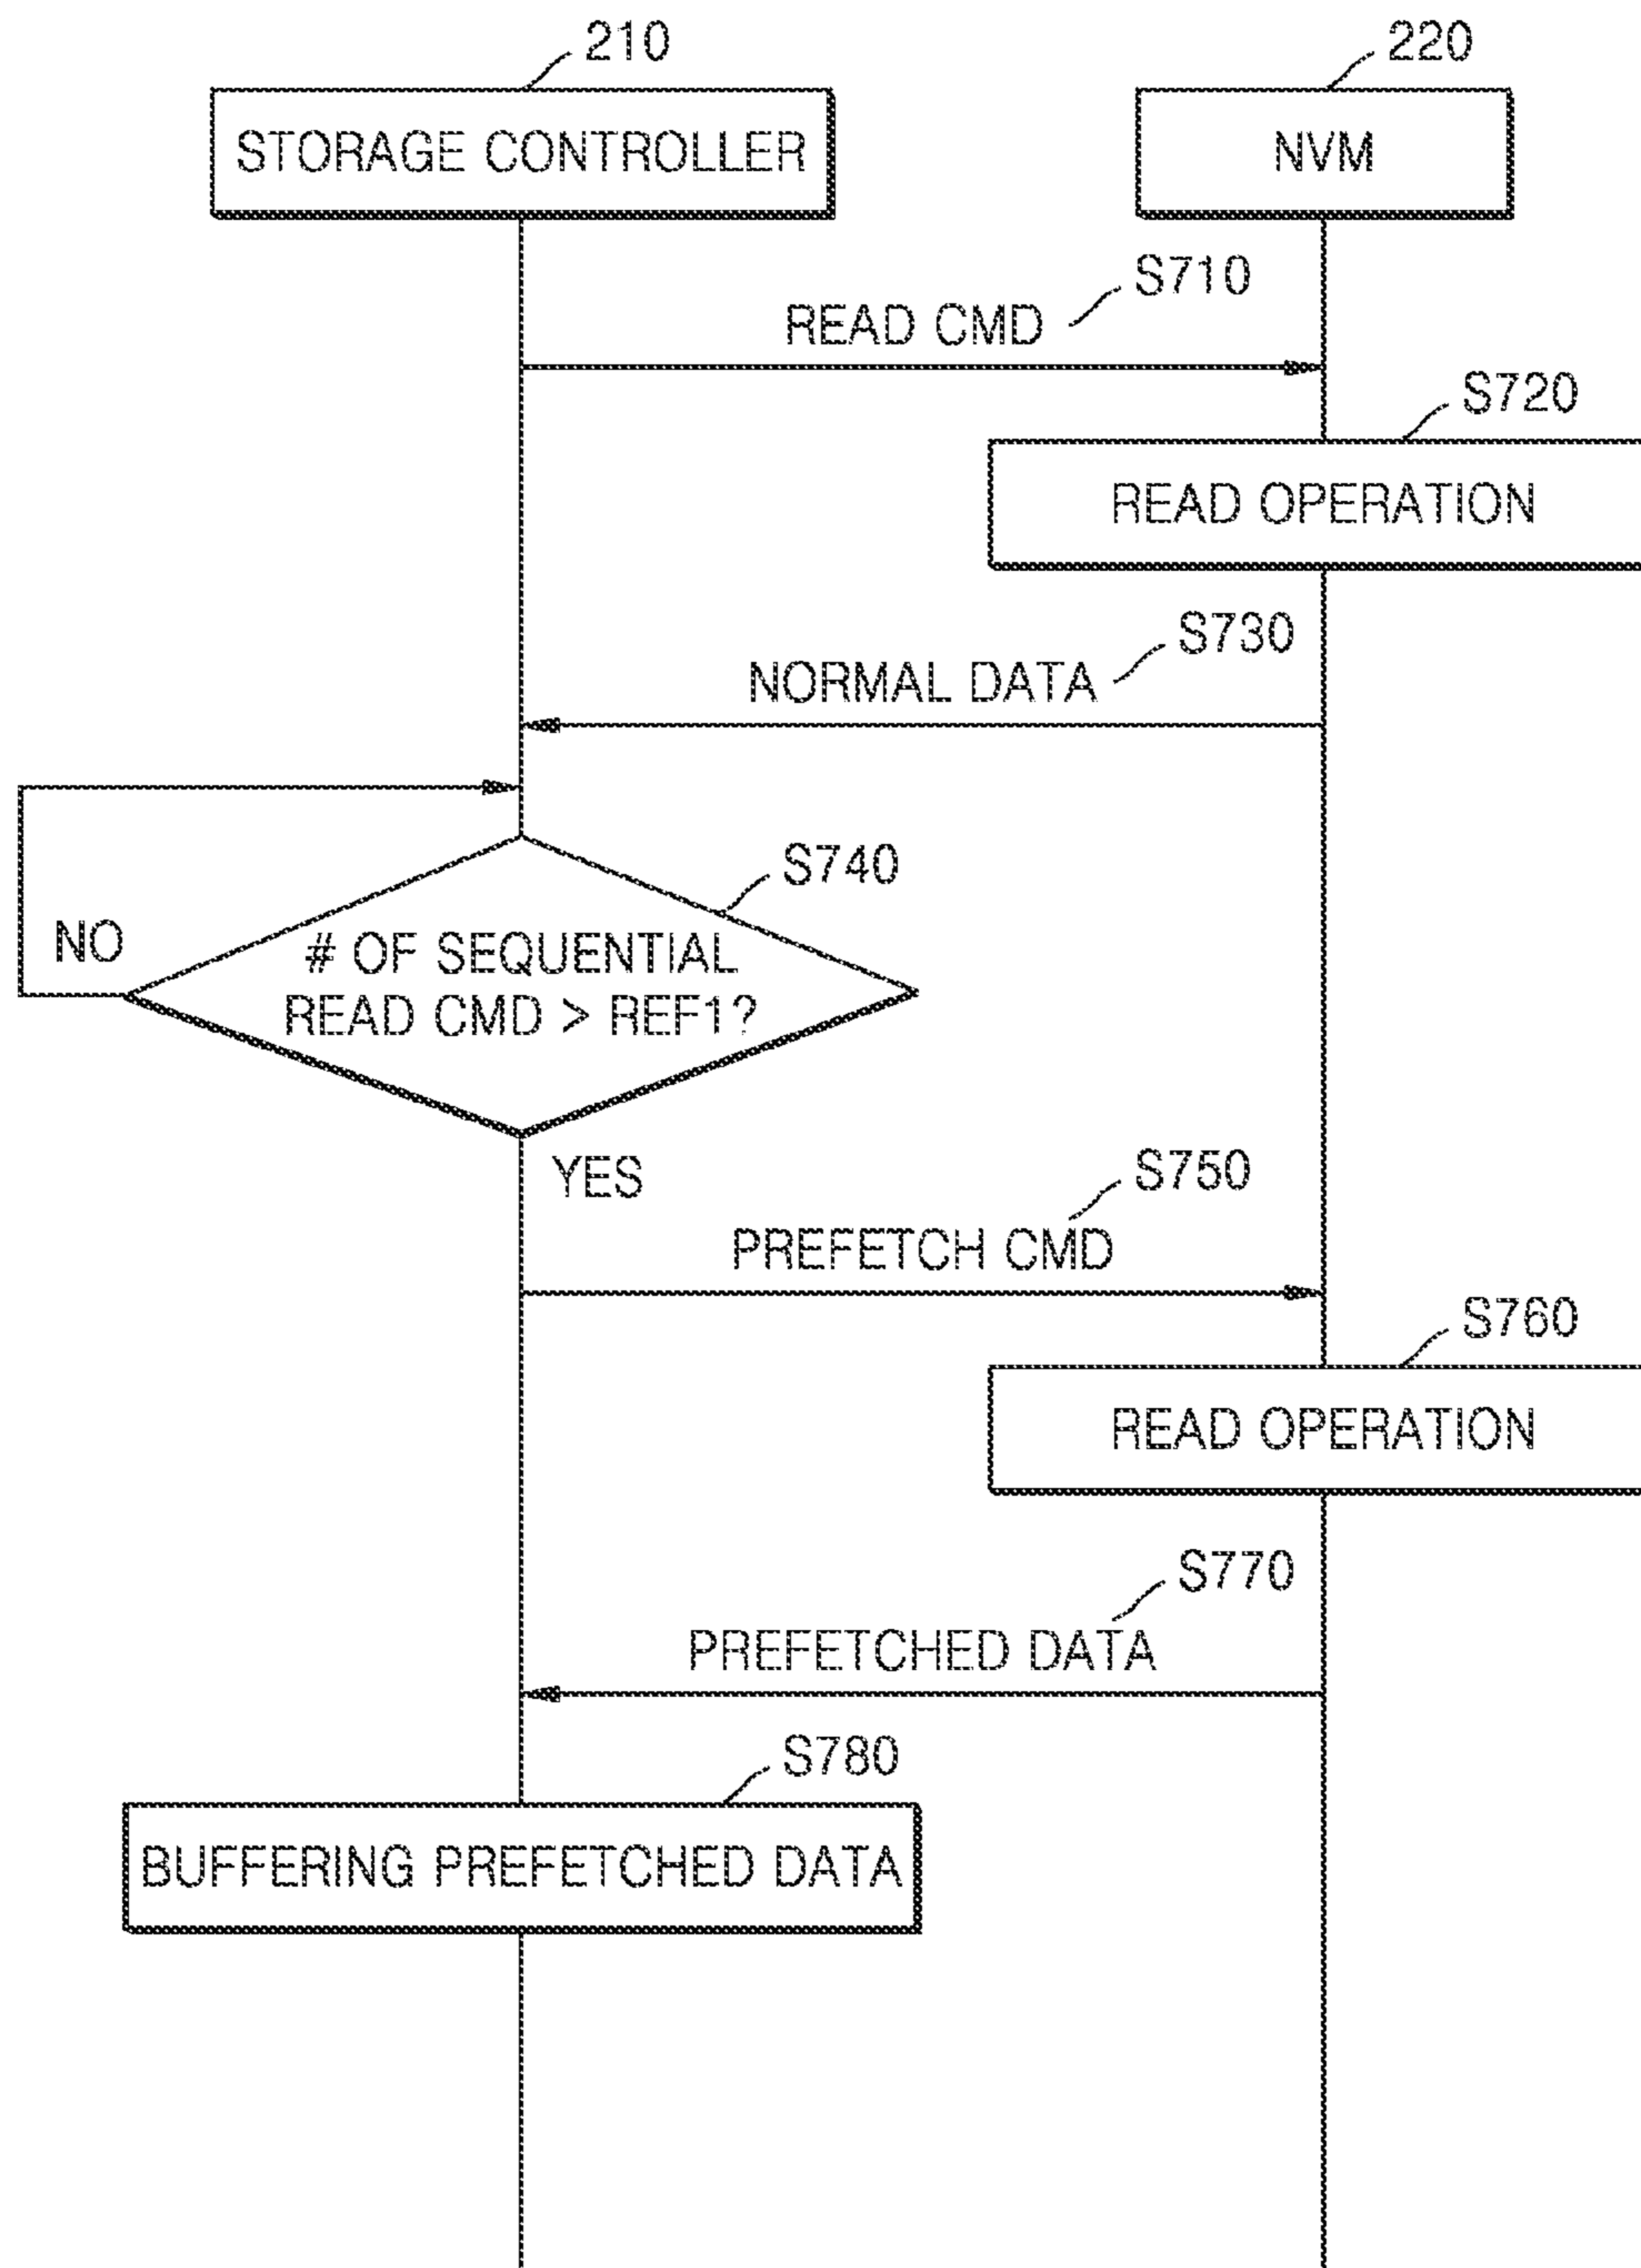 210
220
STORAGE CONTROLLER
NVM
S710
READ CMD
S720
READ OPERATION
S730
NORMAL DATA
S740
NO
# OF SEQUENTIAL
READ CMD > REF1?
YES
S750
PREFETCH CMD
S760
READ OPERATION
S770
PREFETCHED DATA
S780
BUFFERING PREFETCHED DATA